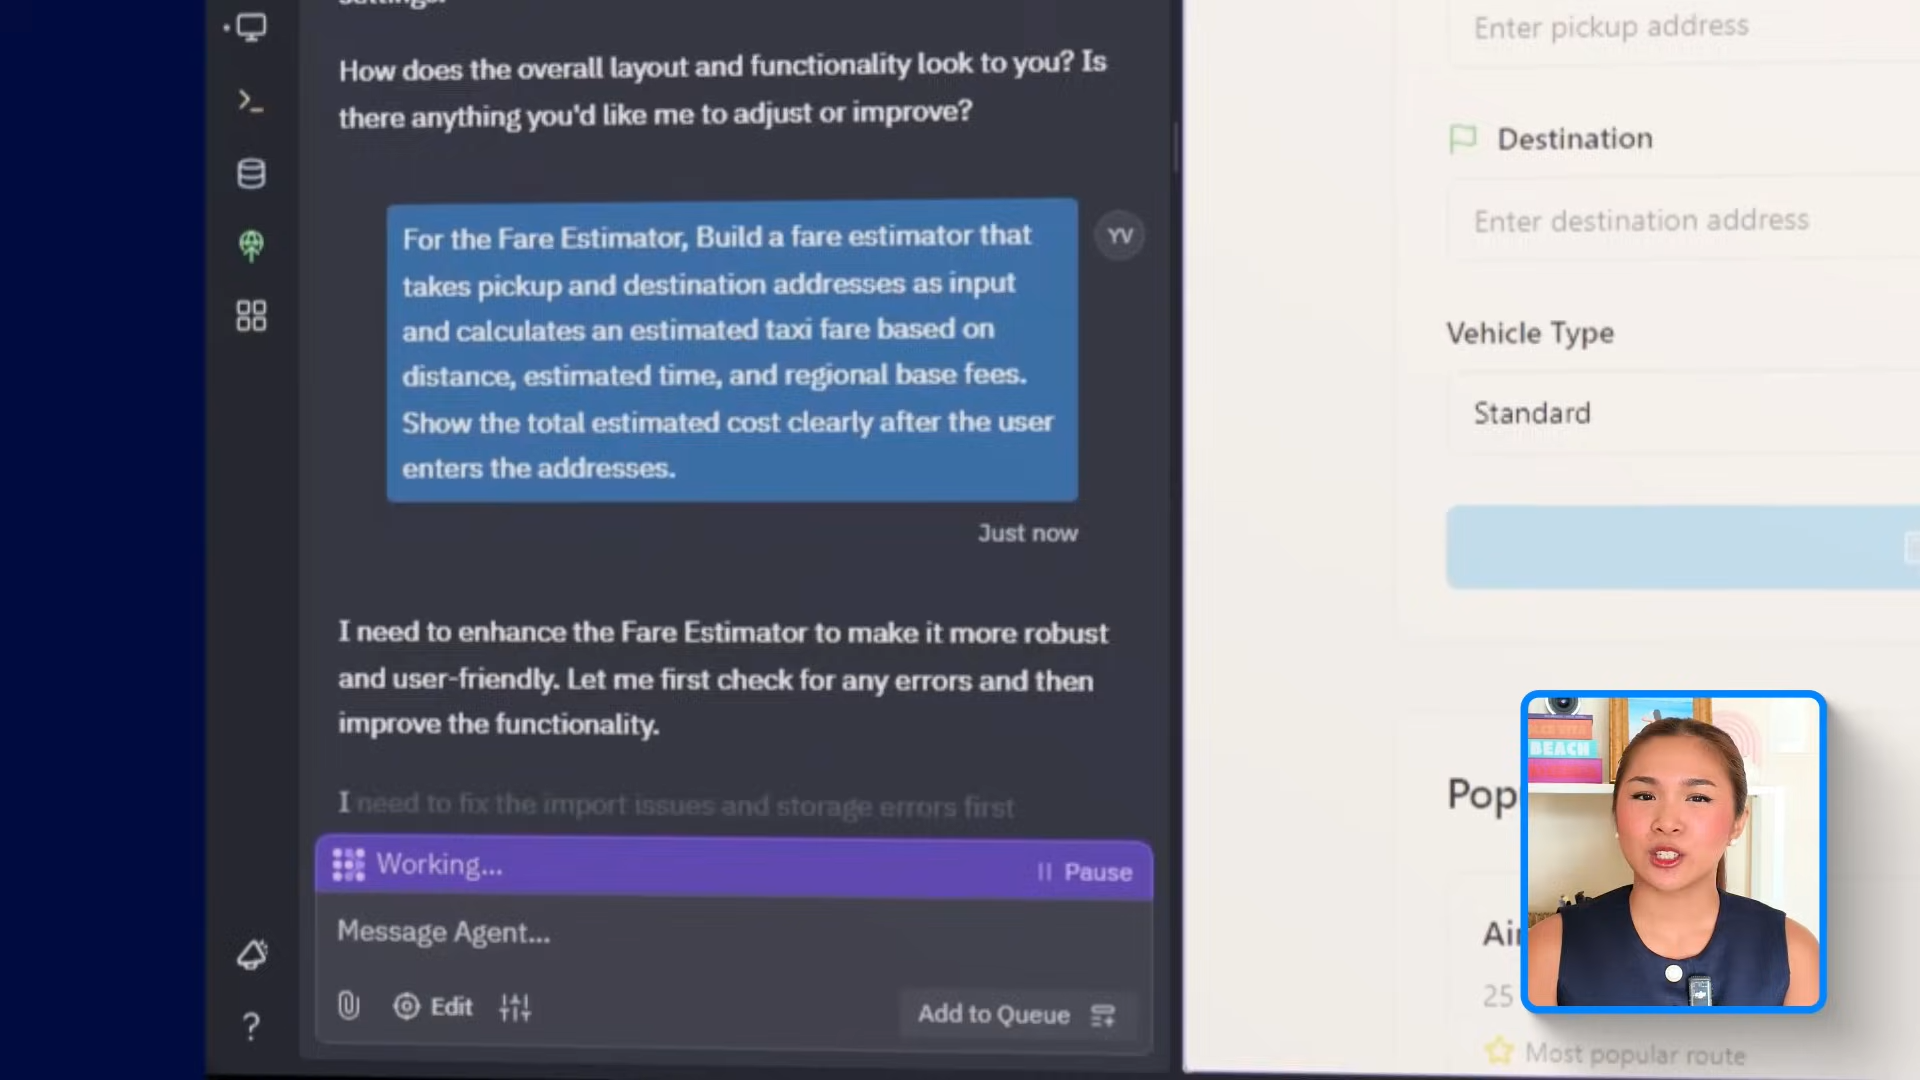 settings.
How does the overall layout and functionality look to you? Is
there anything you'd like me to adjust or improve?
For the Fare Estimator, Build a fare estimator that
takes pickup and destination addresses as input
and calculates an estimated taxi fare based on
distance, estimated time, and regional base fees.
Show the total estimated cost clearly after the user
enters the addresses.
YV
Just now
I need to enhance the Fare Estimator to make it more robust
and user-friendly. Let me first check for any errors and then
improve the functionality.
I need to fix the import issues and storage errors first
Working...
Pause
Message Agent...
Edit
Add to Queue
Enter pickup address
Destination
Enter destination address
Vehicle Type
Standard
Pop
Air
25
Most popular route
BEACH